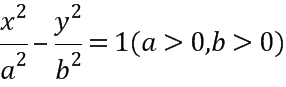 x²/a² − y²/b² = 1(a > 0,b > 0)